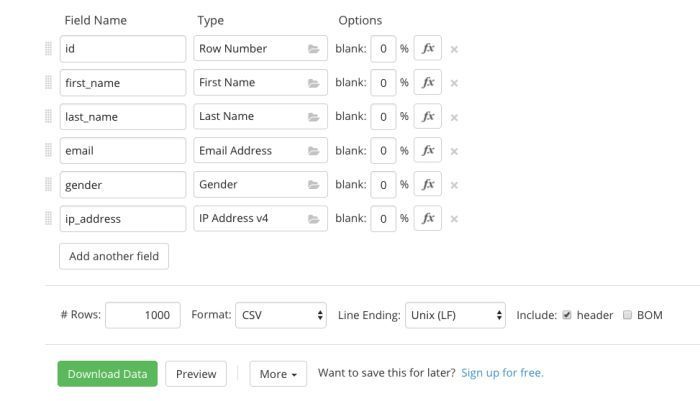 Field Name Type Options
id Row Number blank: 0 % fx ×
first_name First Name blank: 0 % fx ×
last_name Last Name blank: 0 % fx ×
email Email Address blank: 0 % fx ×
gender Gender blank: 0 % fx ×
ip_address IP Address v4 blank: 0 % fx ×
Add another field
# Rows: 1000 Format: CSV Line Ending: Unix (LF) Include: header BOM
Download Data Preview More Want to save this for later? Sign up for free.